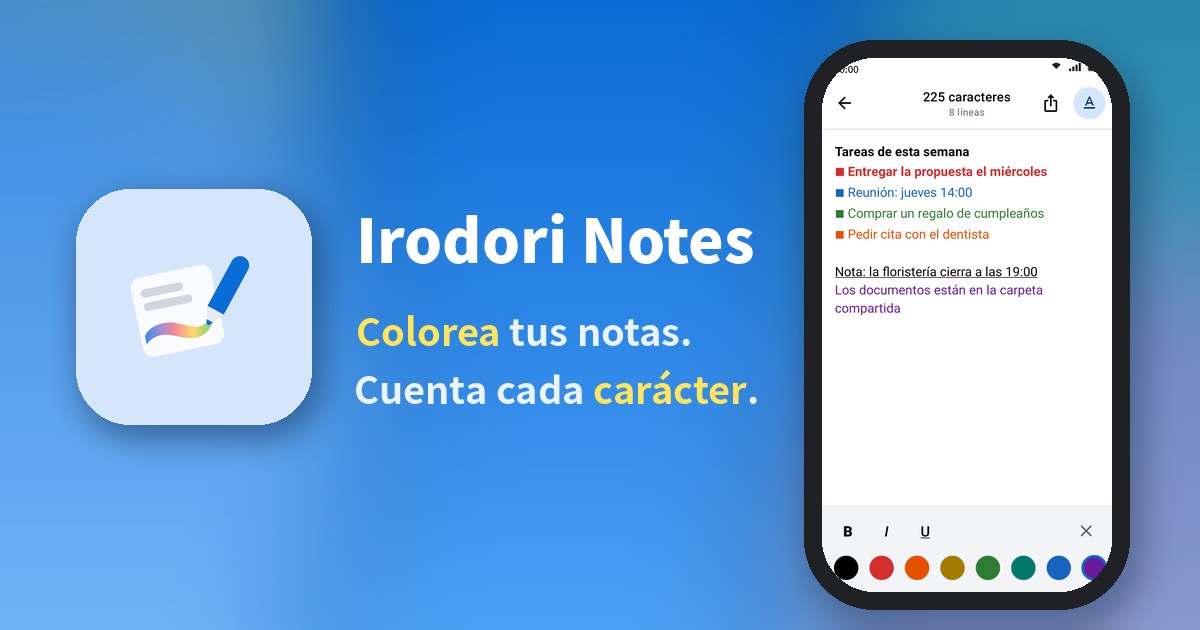 Irodori Notes
Colorea tus notas.
Cuenta cada carácter.
225 caracteres
8 líneas
A
Tareas de esta semana
■ Entregar la propuesta el miércoles
■ Reunión: jueves 14:00
■ Comprar un regalo de cumpleaños
■ Pedir cita con el dentista
Nota: la floristería cierra a las 19:00
Los documentos están en la carpeta
compartida
B I U